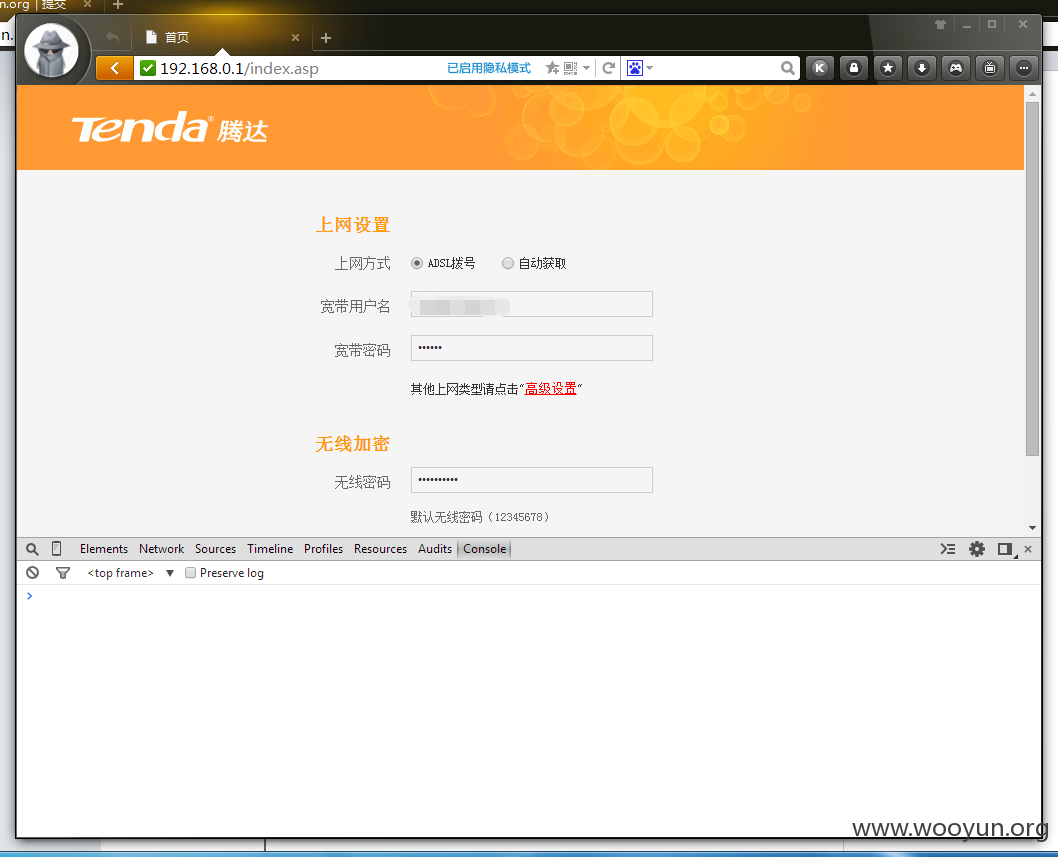 n.org | 提交
n.
首页
192.168.0.1/index.asp
已启用隐私模式
K
Tenda® 腾达
上网设置
上网方式 ADSL拨号 自动获取
宽带用户名
宽带密码 ••••••
其他上网类型请点击“高级设置”
无线加密
无线密码 ••••••••••
默认无线密码（12345678）
Elements Network Sources Timeline Profiles Resources Audits Console
<top frame> ▼ Preserve log
www.wooyun.org